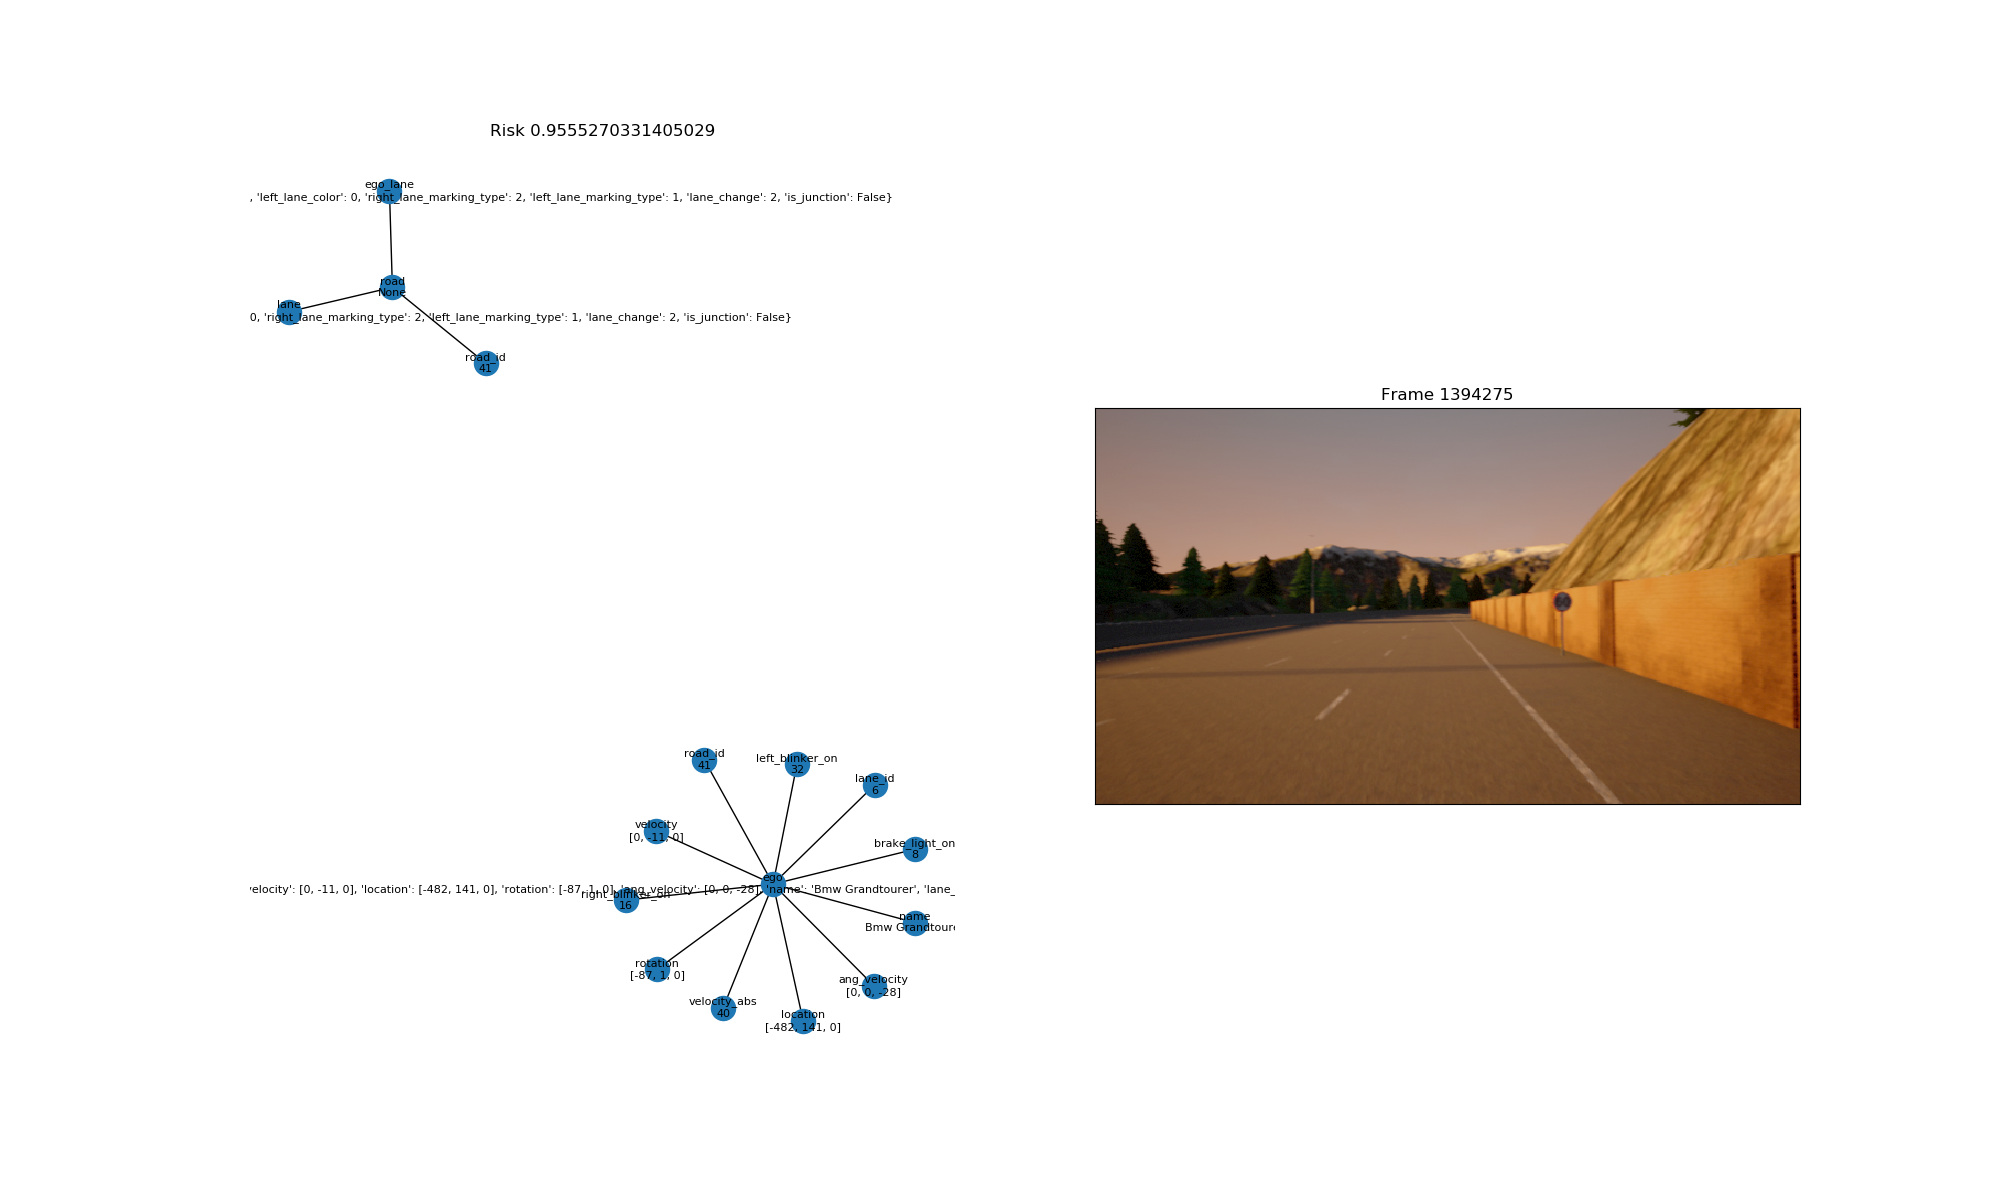 Risk 0.9555270331405029
ego_lane
, 'left_lane_color': 0, 'right_lane_marking_type': 2, 'left_lane_marking_type': 1, 'lane_change': 2, 'is_junction': False}
road
None
lane
0, 'right_lane_marking_type': 2, 'left_lane_marking_type': 1, 'lane_change': 2, 'is_junction': False}
road_id
41
Frame 1394275
road_id
41
left_blinker_on
32
lane_id
6
velocity
[0, -11, 0]
brake_light_on
8
ego
velocity': [0, -11, 0], 'location': [-482, 141, 0], 'rotation': [-87, 1, 0], 'ang_velocity': [0, 0, -28], 'name': 'Bmw Grandtourer', 'lane_
right_blinker_on
16
name
Bmw Grandtoure
rotation
[-87, 1, 0]
ang_velocity
[0, 0, -28]
velocity_abs
40
location
[-482, 141, 0]